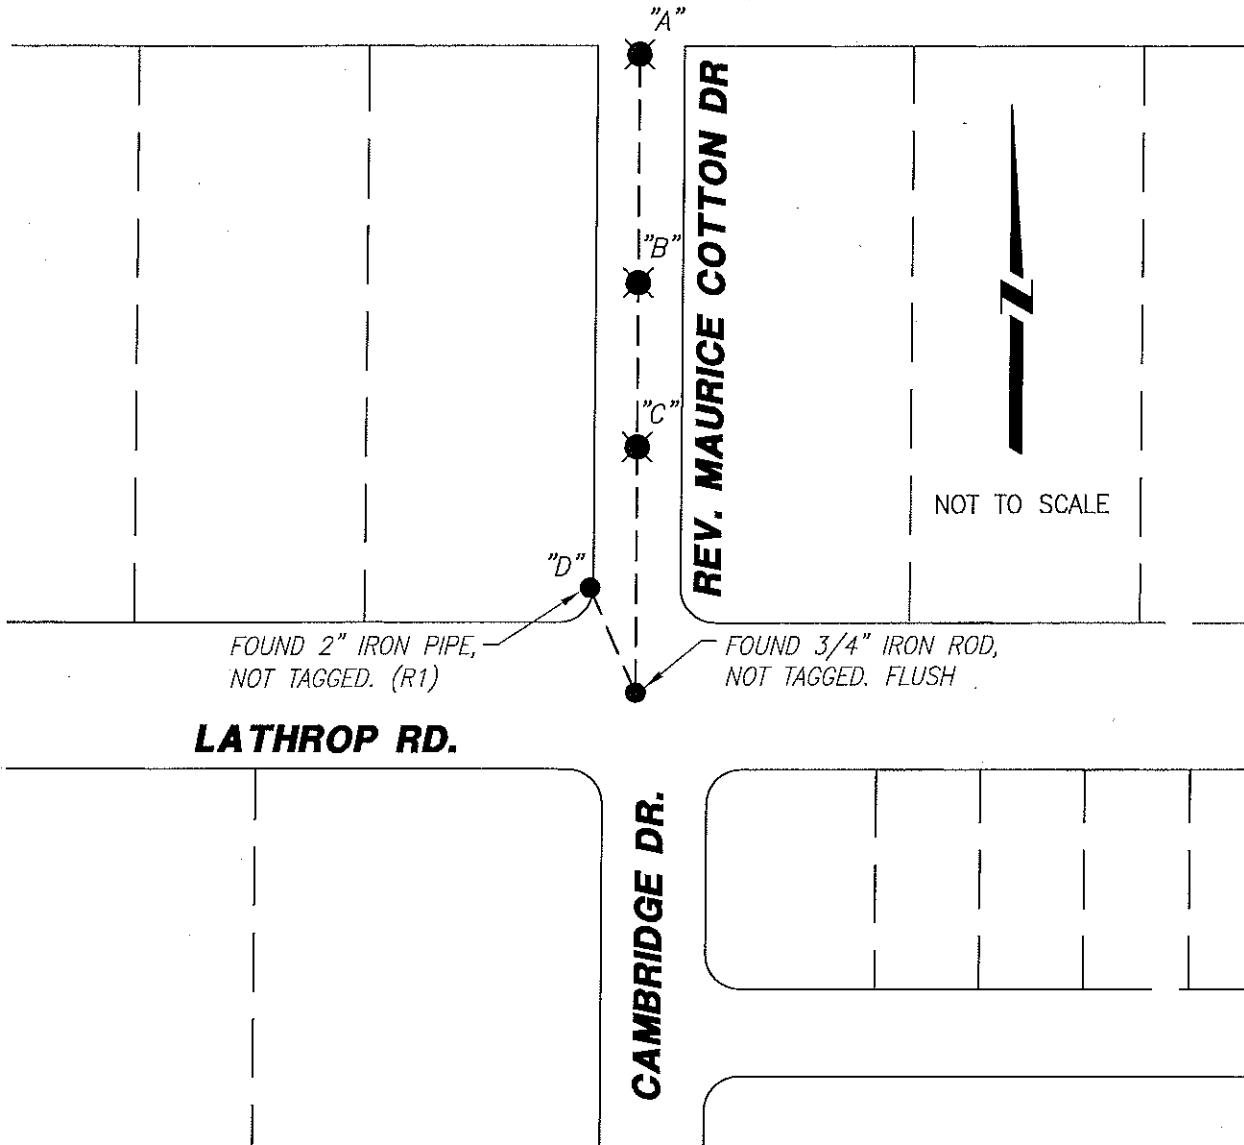 "A"
REV. MAURICE COTTON DR
"B"
"C"
NOT TO SCALE
"D"
FOUND 2" IRON PIPE,
NOT TAGGED. (R1)
FOUND 3/4" IRON ROD,
NOT TAGGED. FLUSH
LATHROP RD.
CAMBRIDGE DR.